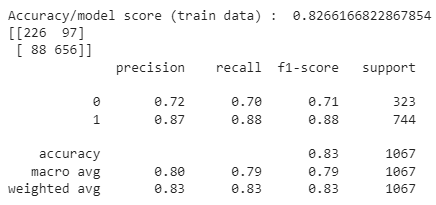 Accuracy/model score (train data) :  0.8266166822867854
[[226  97]
 [ 88 656]]
              precision    recall  f1-score   support

           0       0.72      0.70      0.71       323
           1       0.87      0.88      0.88       744

    accuracy                           0.83      1067
   macro avg       0.80      0.79      0.79      1067
weighted avg       0.83      0.83      0.83      1067